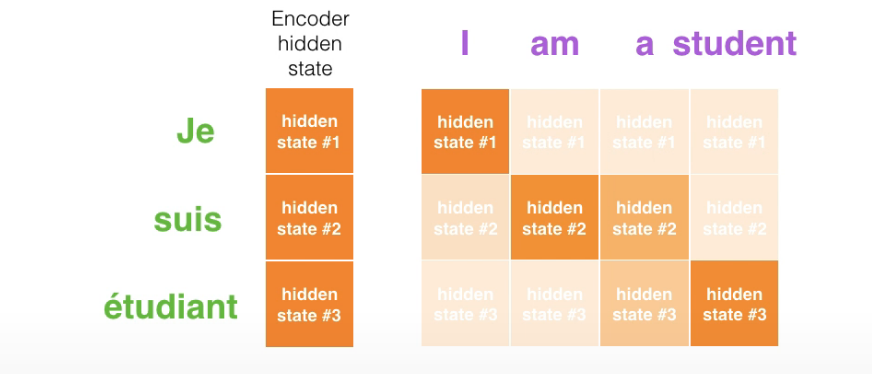 Encoder
hidden
state
I am a student
Je
hidden
state #1
hidden
state #1
hidden
state #1
hidden
state #1
hidden
state #1
suis
hidden
state #2
hidden
state #2
hidden
state #2
hidden
state #2
hidden
state #2
étudiant
hidden
state #3
hidden
state #3
hidden
state #3
hidden
state #3
hidden
state #3